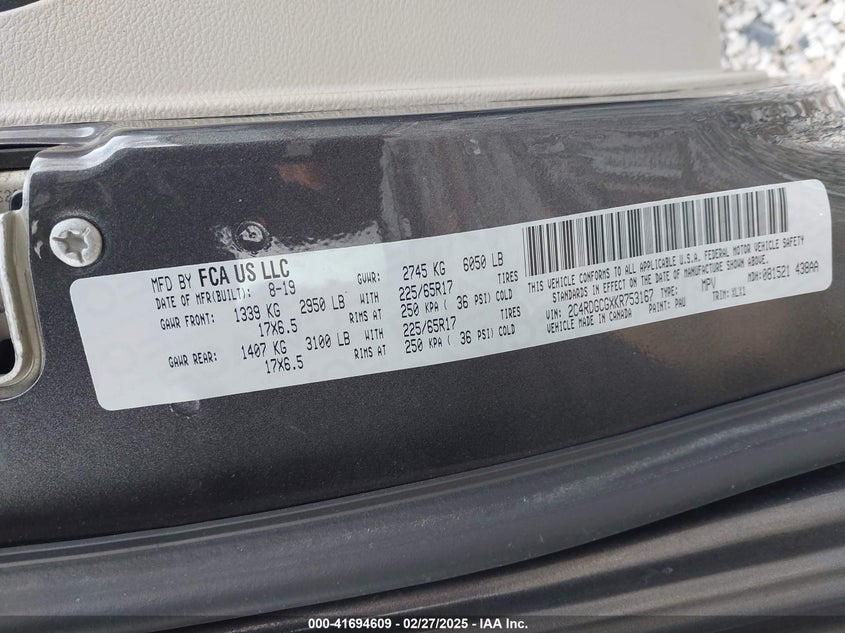 MFD BY FCA US LLC
DATE OF MFR(BUILT): 8-19 GVWR: 2745 KG 6050 LB
GAWR FRONT: 1339 KG 2950 LB WITH 225/65R17 TIRES
17X6.5 RIMS AT 250 KPA ( 36 PSI) COLD
GAWR REAR: 1407 KG 3100 LB WITH 225/65R17 TIRES
17X6.5 RIMS AT 250 KPA ( 36 PSI) COLD
THIS VEHICLE CONFORMS TO ALL APPLICABLE U.S.A. FEDERAL MOTOR VEHICLE SAFETY
STANDARDS IN EFFECT ON THE DATE OF MANUFACTURE SHOWN ABOVE.
MDH:081521 438AA
VIN: 2C4RDGCGXKR753167 TYPE: MPV TRIM: XLX1
VEHICLE MADE IN CANADA PAINT: PAU
000-41694609 - 02/27/2025 - IAA Inc.